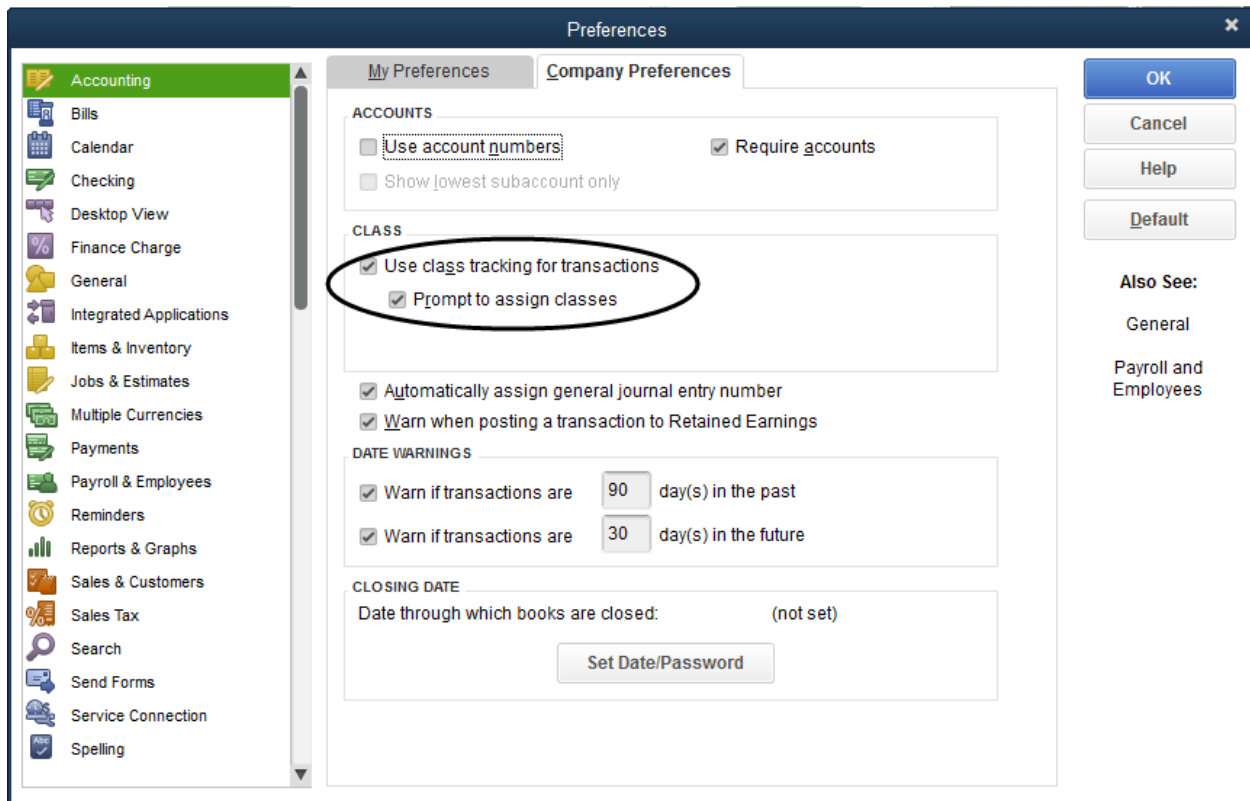 Preferences
Accounting
Bills
Calendar
Checking
Desktop View
Finance Charge
General
Integrated Applications
Items & Inventory
Jobs & Estimates
Multiple Currencies
Payments
Payroll & Employees
Reminders
Reports & Graphs
Sales & Customers
Sales Tax
Search
Send Forms
Service Connection
Spelling
My Preferences
Company Preferences
ACCOUNTS
Use account numbers
Require accounts
Show lowest subaccount only
CLASS
Use class tracking for transactions
Prompt to assign classes
Automatically assign general journal entry number
Warn when posting a transaction to Retained Earnings
DATE WARNINGS
Warn if transactions are 90 day(s) in the past
Warn if transactions are 30 day(s) in the future
CLOSING DATE
Date through which books are closed: (not set)
Set Date/Password
OK
Cancel
Help
Default
Also See:
General
Payroll and
Employees